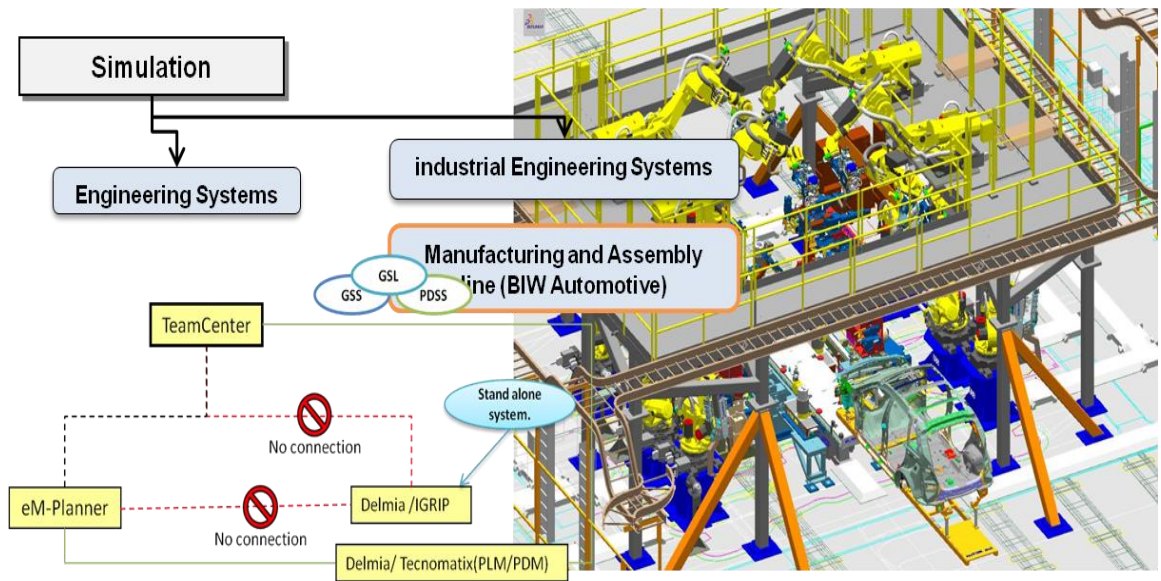 Simulation
Engineering Systems
industrial Engineering Systems
Manufacturing and Assembly
line (BIW Automotive)
GSL
GSS
PDSS
TeamCenter
Stand alone
system.
No connection
eM-Planner
Delmia /IGRIP
No connection
Delmia/ Tecnomatix(PLM/PDM)